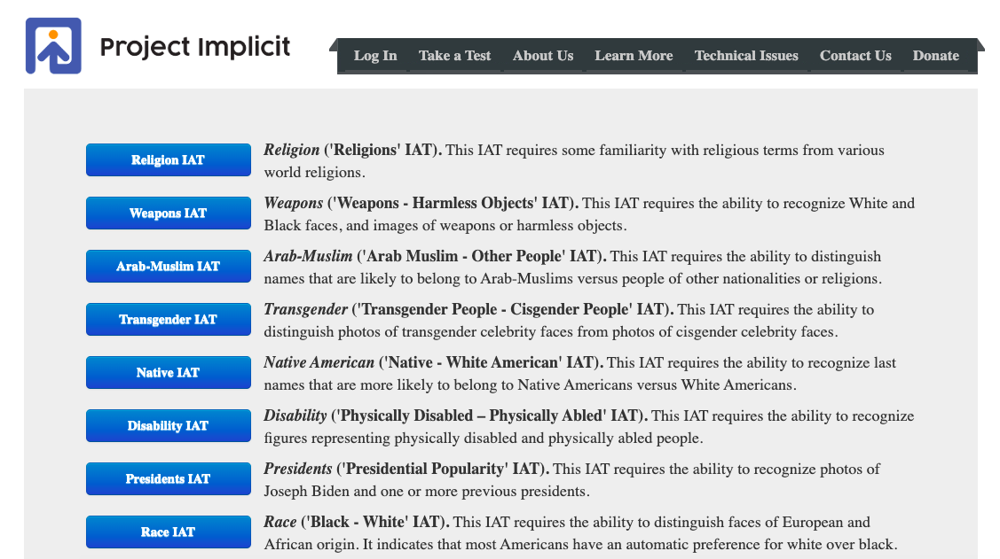 Project Implicit
Log In Take a Test About Us Learn More Technical Issues Contact Us Donate
Religion IAT
Religion ('Religions' IAT). This IAT requires some familiarity with religious terms from various
world religions.
Weapons IAT
Weapons ('Weapons - Harmless Objects' IAT). This IAT requires the ability to recognize White and
Black faces, and images of weapons or harmless objects.
Arab-Muslim IAT
Arab-Muslim ('Arab Muslim - Other People' IAT). This IAT requires the ability to distinguish
names that are likely to belong to Arab-Muslims versus people of other nationalities or religions.
Transgender IAT
Transgender ('Transgender People - Cisgender People' IAT). This IAT requires the ability to
distinguish photos of transgender celebrity faces from photos of cisgender celebrity faces.
Native IAT
Native American ('Native - White American' IAT). This IAT requires the ability to recognize last
names that are more likely to belong to Native Americans versus White Americans.
Disability IAT
Disability ('Physically Disabled – Physically Abled' IAT). This IAT requires the ability to recognize
figures representing physically disabled and physically abled people.
Presidents IAT
Presidents ('Presidential Popularity' IAT). This IAT requires the ability to recognize photos of
Joseph Biden and one or more previous presidents.
Race IAT
Race ('Black - White' IAT). This IAT requires the ability to distinguish faces of European and
African origin. It indicates that most Americans have an automatic preference for white over black.